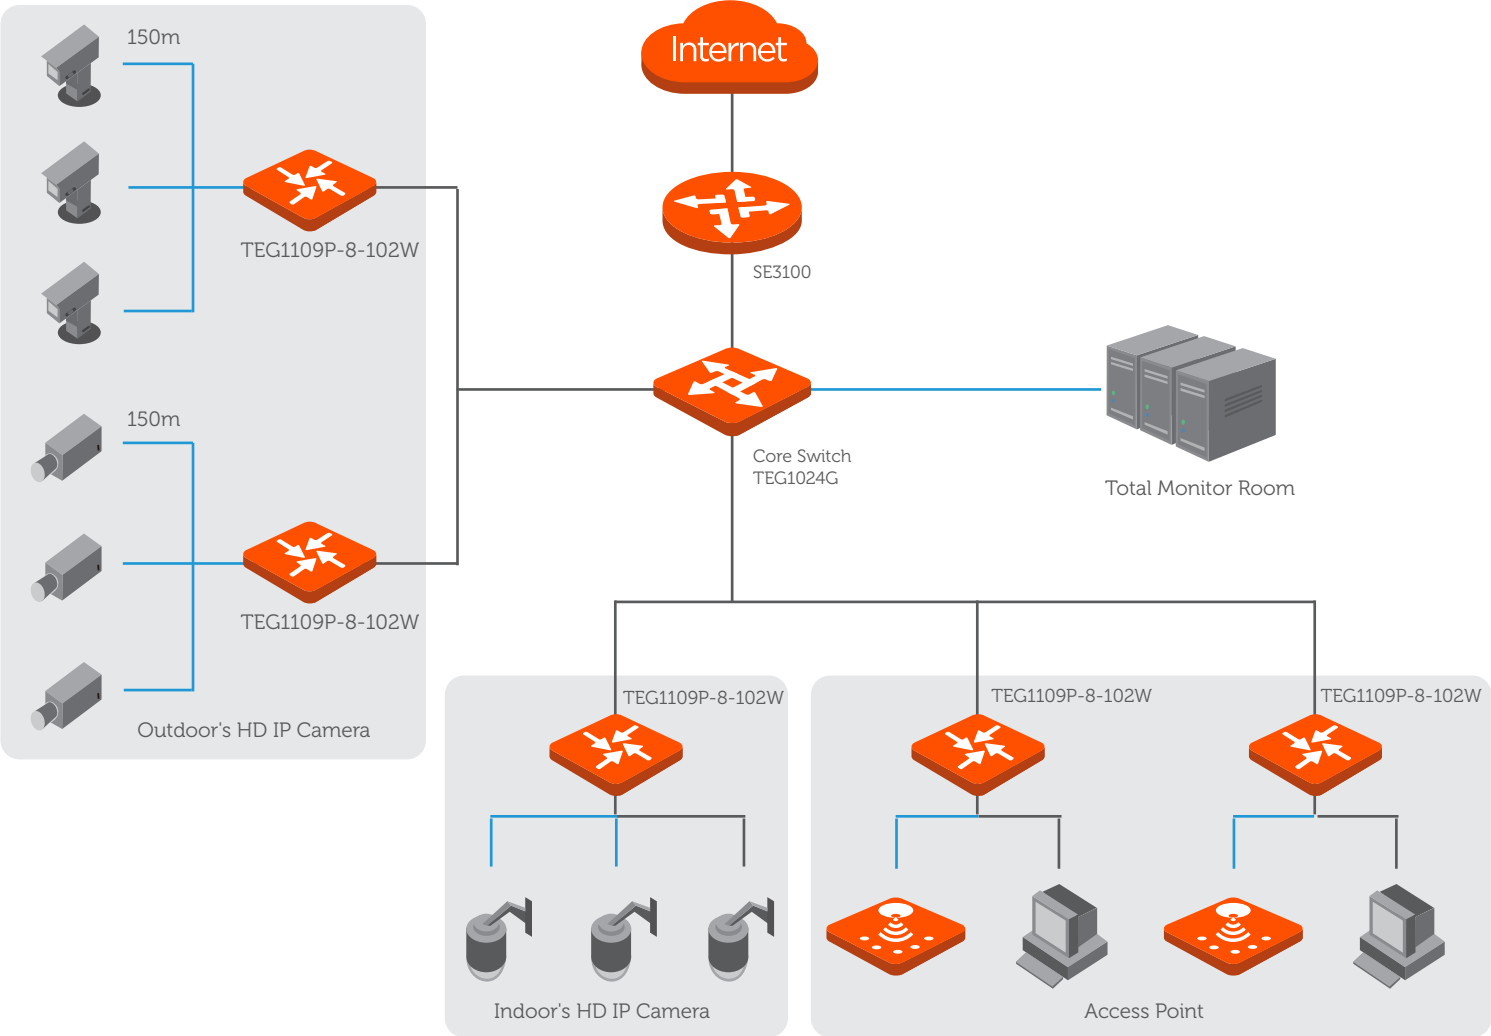 150m
Internet
TEG1109P-8-102W
SE3100
150m
Core Switch
TEG1024G
Total Monitor Room
TEG1109P-8-102W
Outdoor's HD IP Camera
TEG1109P-8-102W
TEG1109P-8-102W
TEG1109P-8-102W
Indoor's HD IP Camera
Access Point